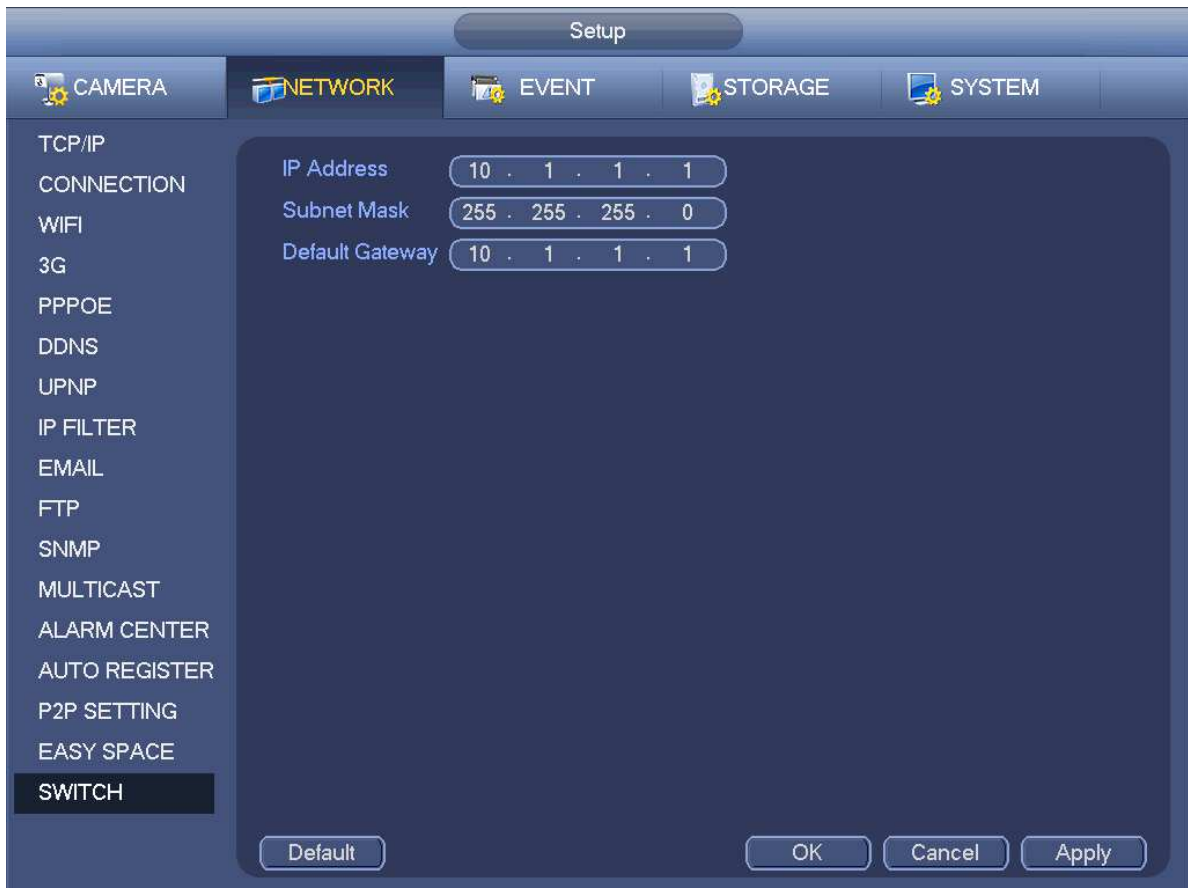 Setup
CAMERA NETWORK EVENT STORAGE SYSTEM
TCP/IP
CONNECTION
WIFI
3G
PPPOE
DDNS
UPNP
IP FILTER
EMAIL
FTP
SNMP
MULTICAST
ALARM CENTER
AUTO REGISTER
P2P SETTING
EASY SPACE
SWITCH
IP Address 10 . 1 . 1 . 1
Subnet Mask 255 . 255 . 255 . 0
Default Gateway 10 . 1 . 1 . 1
Default OK Cancel Apply